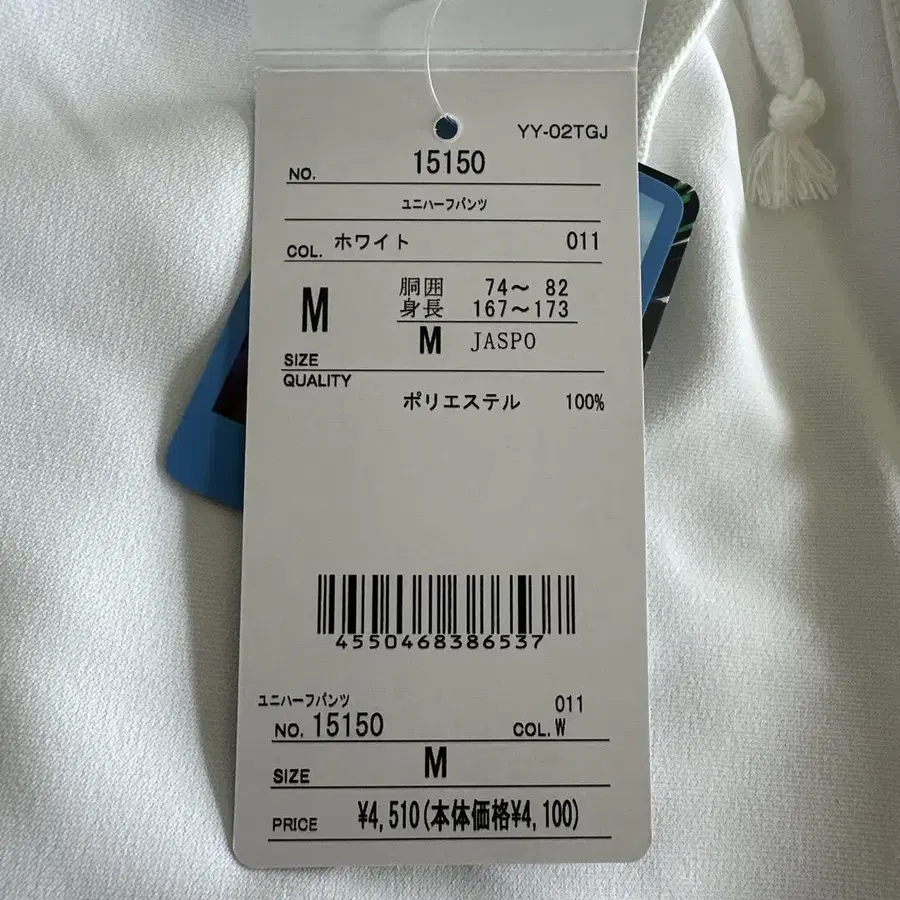 YY-02TGJ
NO. 15150
ユニハーフパンツ
COL. ホワイト 011
胴囲 74〜 82
身長 167〜173
M
M JASPO
SIZE
QUALITY
ポリエステル 100%
4550468386537
ユニハーフパンツ 011
NO. 15150 COL. W
SIZE M
PRICE ¥4,510(本体価格¥4,100)